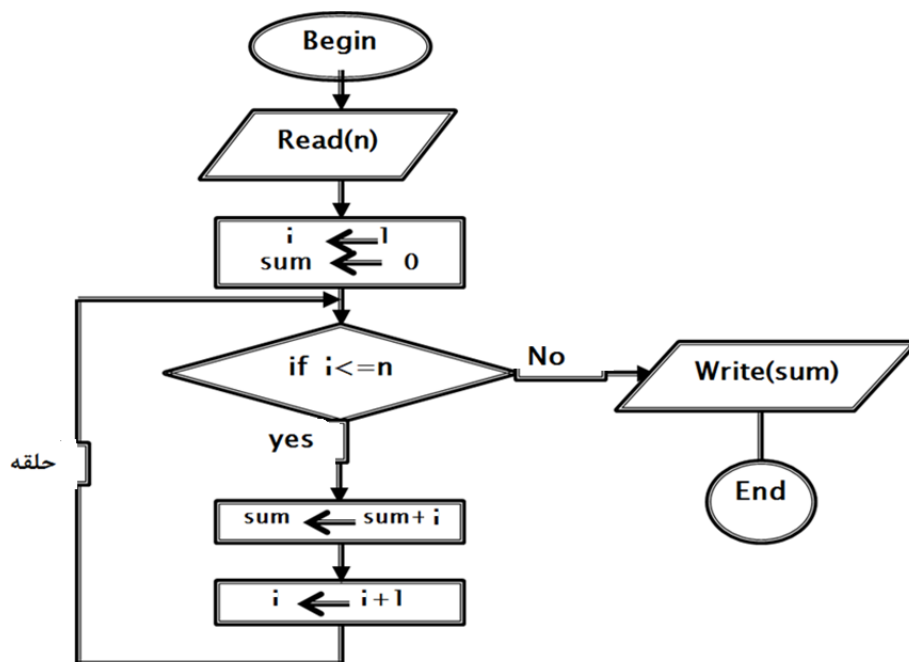 Begin
Read(n)
i ← 1
sum ← 0
if i<=n
No
Write(sum)
yes
حلقه
End
sum ← sum+i
i ← i+1